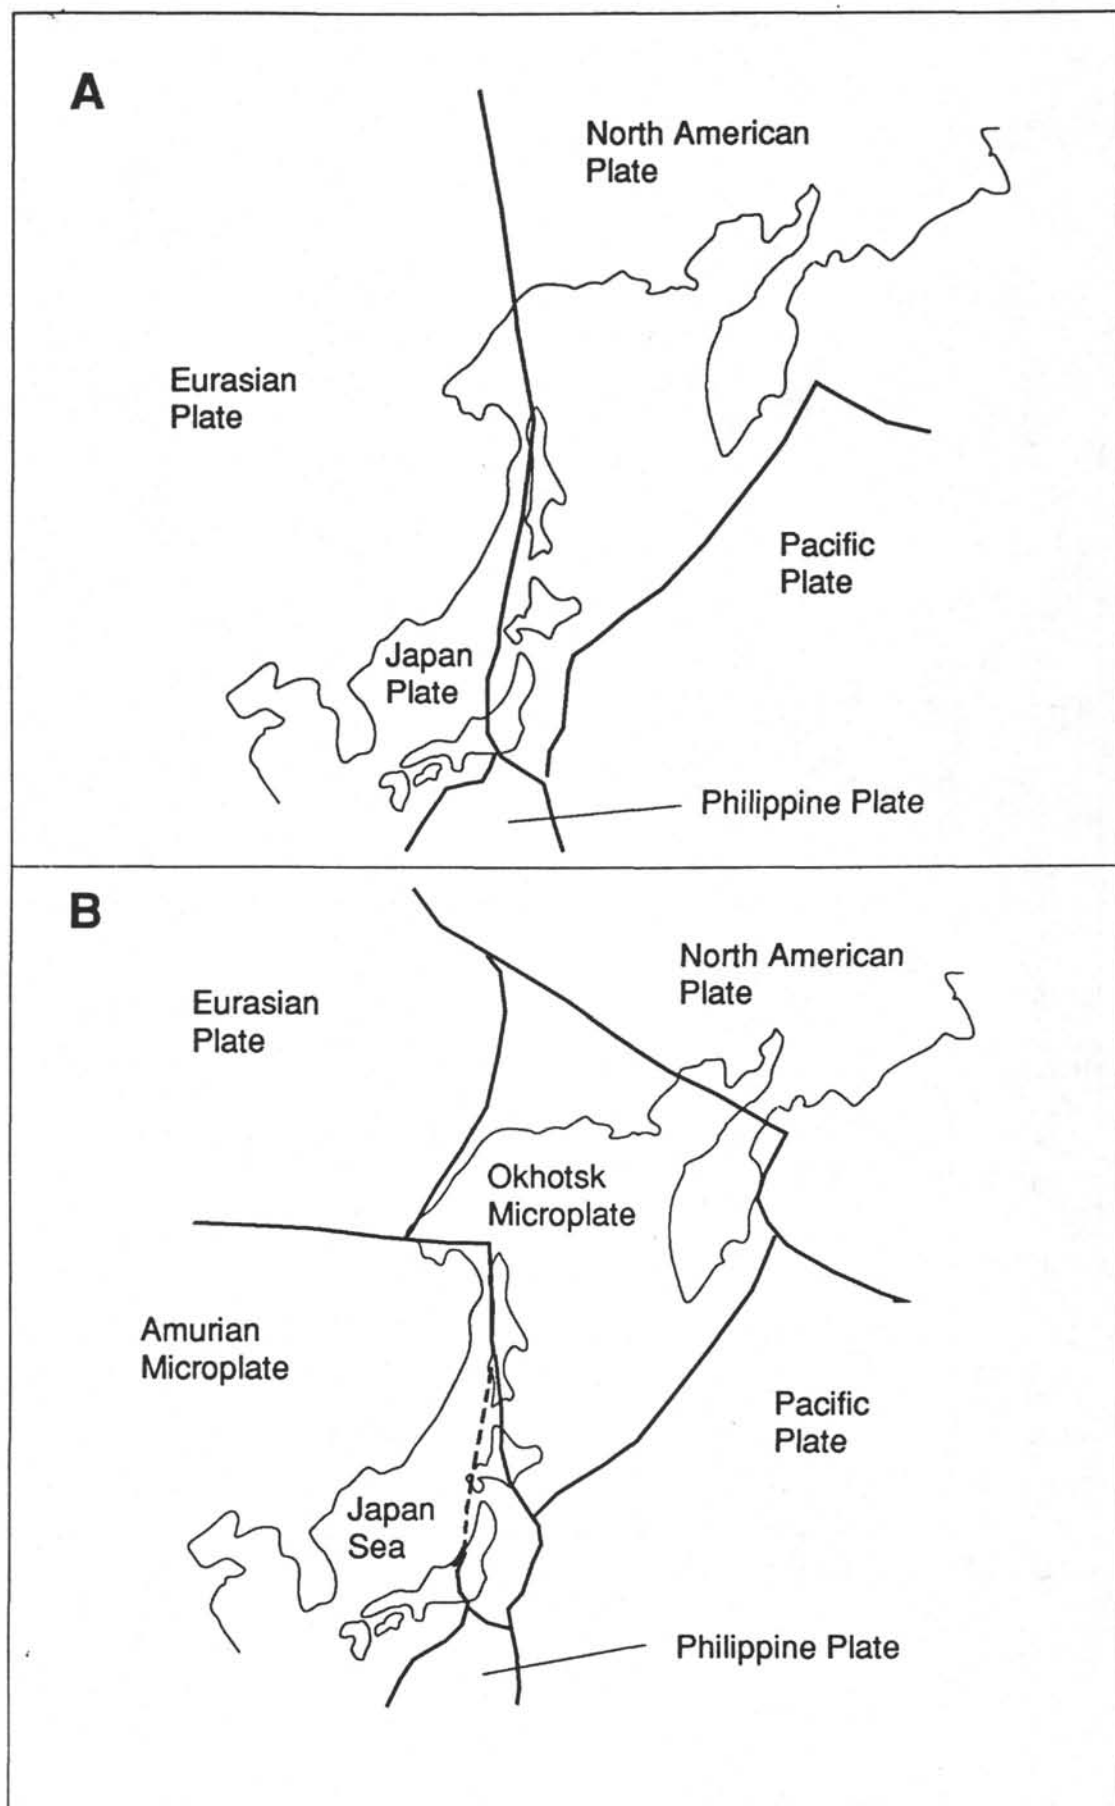 A
North American
Plate
Eurasian
Plate
Pacific
Plate
Japan
Plate
Philippine Plate
B
North American
Plate
Eurasian
Plate
Okhotsk
Microplate
Amurian
Microplate
Pacific
Plate
Japan
Sea
Philippine Plate